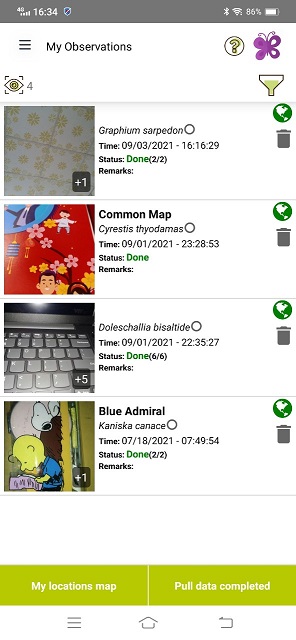 4G 16:34 86%
My Observations
?
4
+1
Graphium sarpedon
Time: 09/03/2021 - 16:16:29
Status: Done(2/2)
Remarks:
Common Map
Cyrestis thyodamas
Time: 09/01/2021 - 23:28:53
Status: Done
Remarks:
+5
Doleschallia bisaltide
Time: 09/01/2021 - 22:35:27
Status: Done(6/6)
Remarks:
+1
Blue Admiral
Kaniska canace
Time: 07/18/2021 - 07:49:54
Status: Done(2/2)
Remarks:
My locations map
Pull data completed